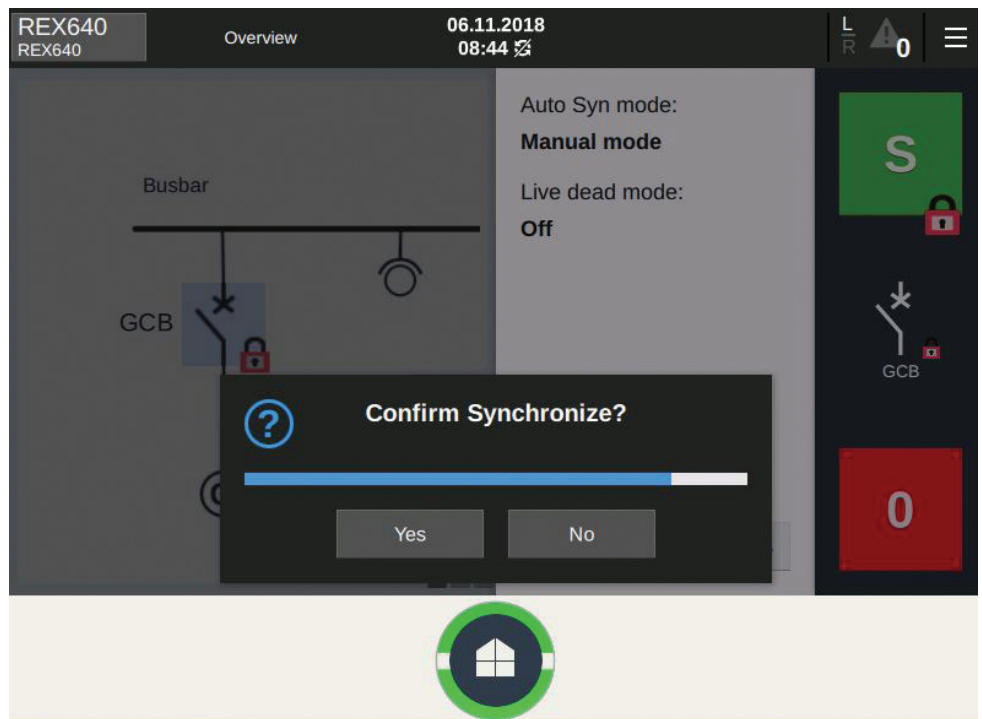 REX640
REX640
Overview
06.11.2018
08:44
L
R
0
Auto Syn mode:
Manual mode
Live dead mode:
Off
Busbar
GCB
S
GCB
0
Confirm Synchronize?
Yes
No